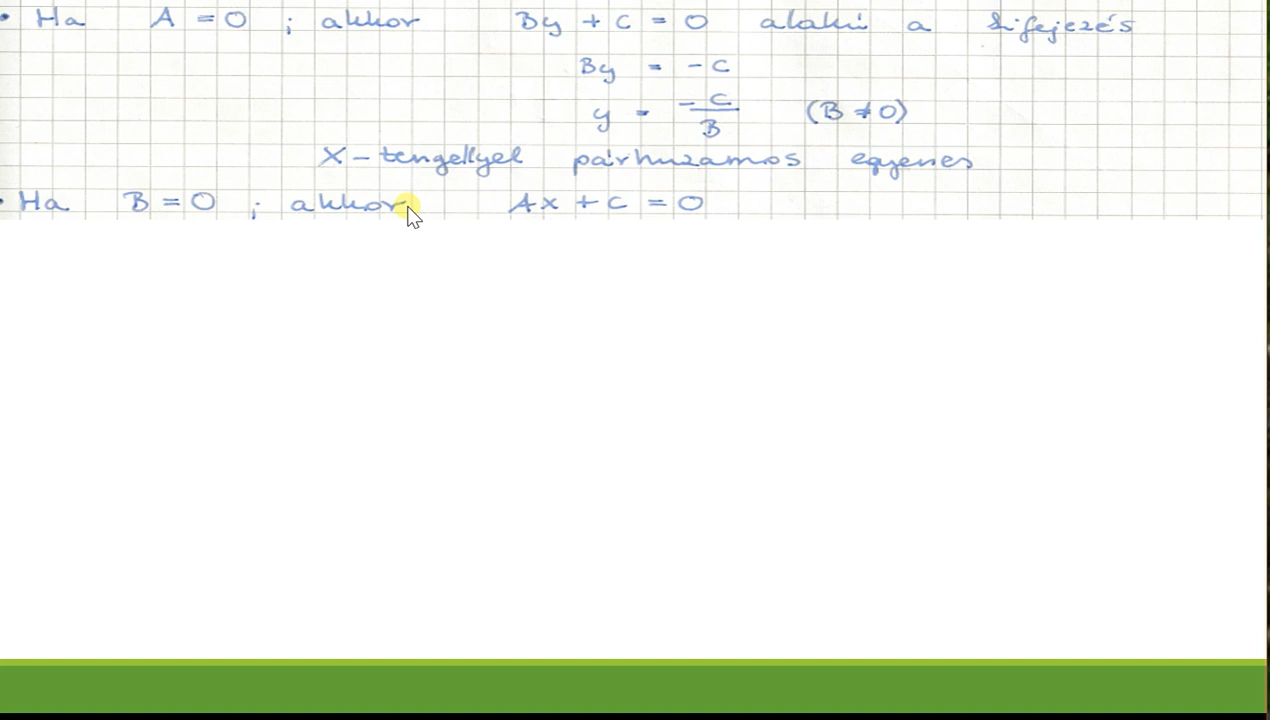 • Ha A = 0 ; akkor By + C = 0 alakú a kifejezés
By = -C
y = -C/B (B ≠ 0)
X-tengellyel párhuzamos egyenes
• Ha B = 0 ; akkor Ax + C = 0